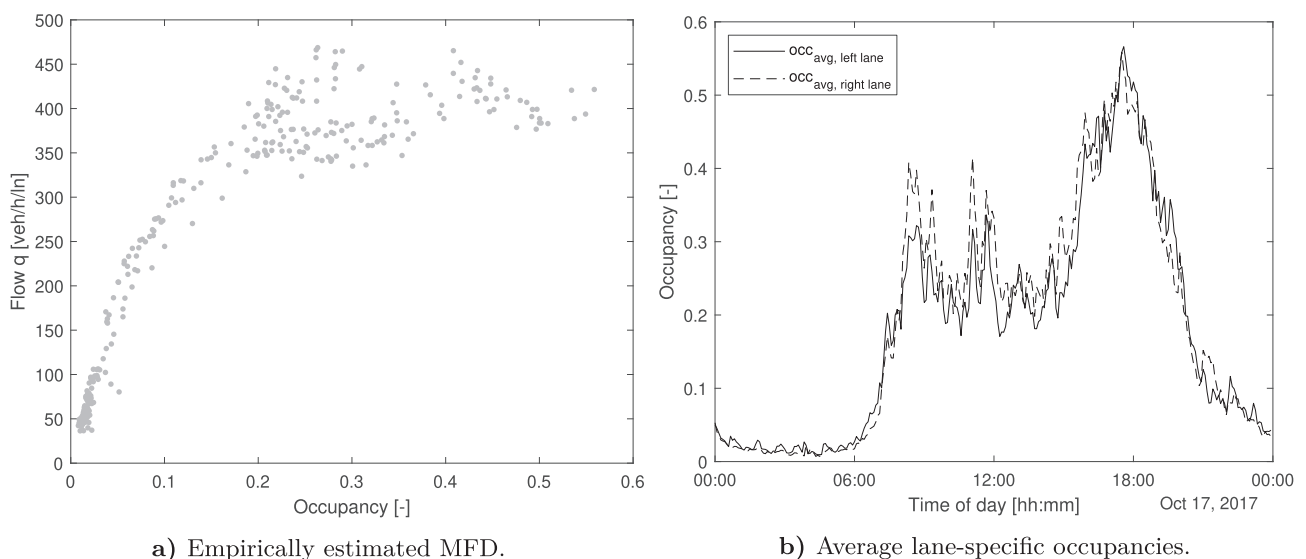 500
450
400
350
300
250
200
150
100
50
0
Flow q [veh/h/ln]
0 0.1 0.2 0.3 0.4 0.5 0.6
Occupancy [-]
a) Empirically estimated MFD.
0.6
0.5
0.4
0.3
0.2
0.1
0
Occupancy [-]
occavg, left lane
occavg, right lane
00:00 06:00 12:00 18:00 00:00
Time of day [hh:mm] Oct 17, 2017
b) Average lane-specific occupancies.